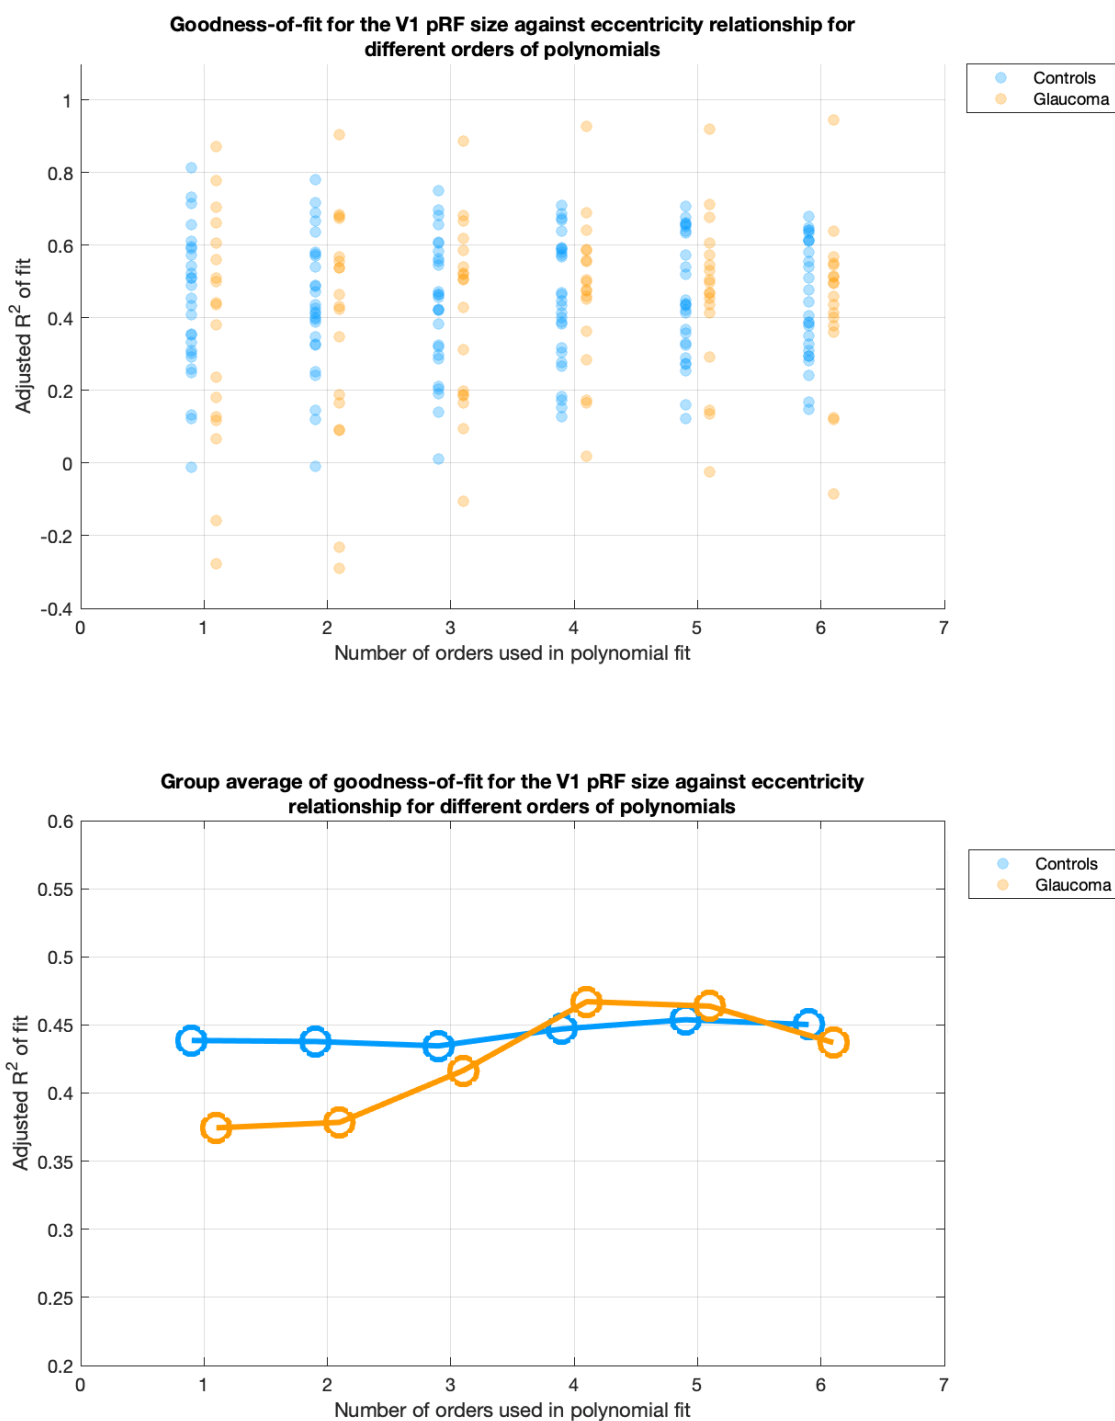 Goodness-of-fit for the V1 pRF size against eccentricity relationship for
different orders of polynomials
Controls
Glaucoma
1
0.8
0.6
0.4
0.2
0
-0.2
-0.4
Adjusted R² of fit
0 1 2 3 4 5 6 7
Number of orders used in polynomial fit
Group average of goodness-of-fit for the V1 pRF size against eccentricity
relationship for different orders of polynomials
Controls
Glaucoma
0.6
0.55
0.5
0.45
0.4
0.35
0.3
0.25
0.2
Adjusted R² of fit
0 1 2 3 4 5 6 7
Number of orders used in polynomial fit